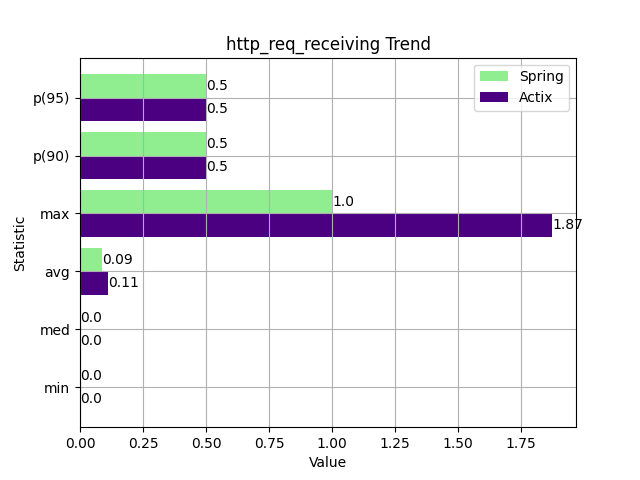 http_req_receiving Trend
Spring
Actix
p(95)
0.5
0.5
p(90)
0.5
0.5
max
1.0
1.87
avg
0.09
0.11
med
0.0
0.0
min
0.0
0.0
Statistic
0.00 0.25 0.50 0.75 1.00 1.25 1.50 1.75
Value